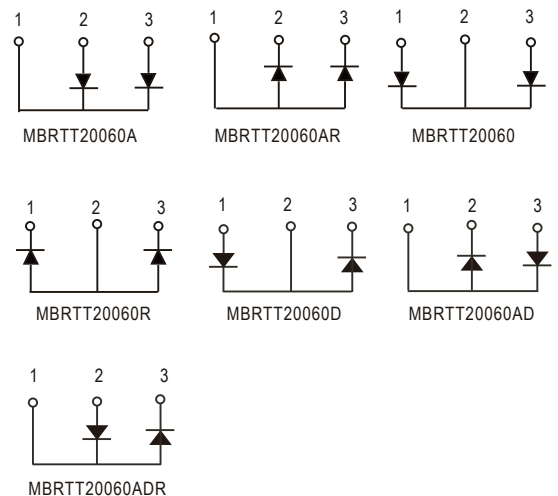 1 2 3 1 2 3 1 2 3
MBRTT20060A MBRTT20060AR MBRTT20060
1 2 3 1 2 3 1 2 3
MBRTT20060R MBRTT20060D MBRTT20060AD
1 2 3
MBRTT20060ADR